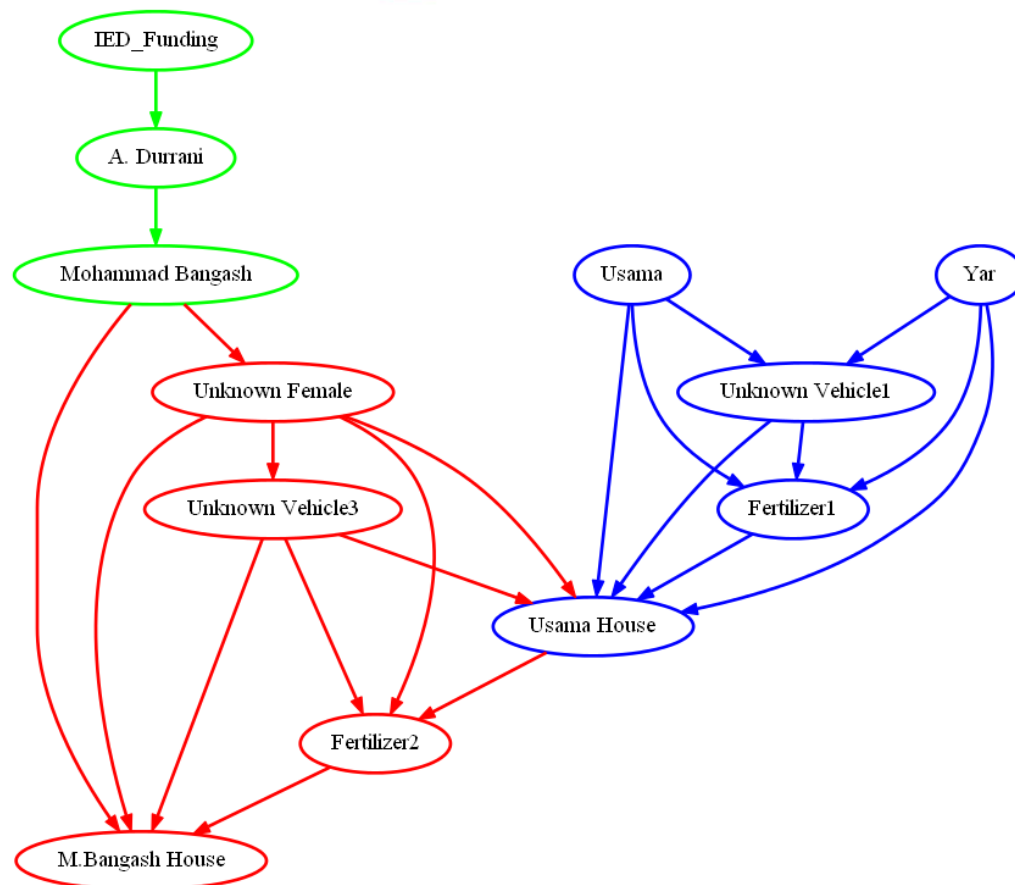 IED_Funding
A. Durrani
Mohammad Bangash
Usama
Yar
Unknown Female
Unknown Vehicle1
Unknown Vehicle3
Fertilizer1
Usama House
Fertilizer2
M.Bangash House